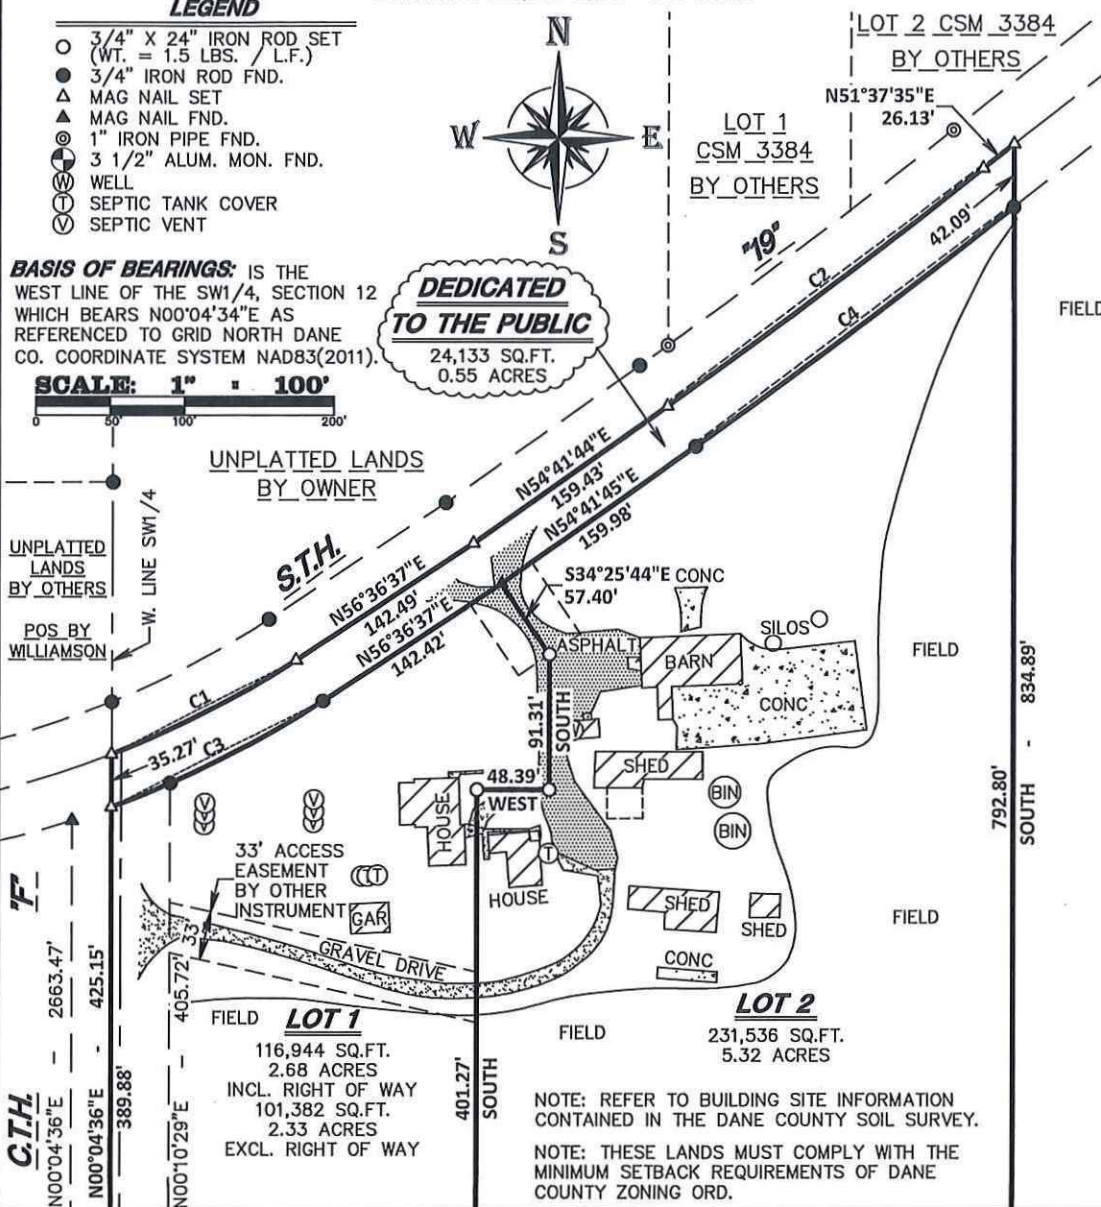 LEGEND
3/4" X 24" IRON ROD SET
(WT. = 1.5 LBS. / L.F.)
3/4" IRON ROD FND.
MAG NAIL SET
MAG NAIL FND.
1" IRON PIPE FND.
3 1/2" ALUM. MON. FND.
W WELL
T SEPTIC TANK COVER
V SEPTIC VENT
N
W E
S
LOT 2 CSM 3384
BY OTHERS
N51°37'35"E
26.13'
LOT 1
CSM 3384
BY OTHERS
BASIS OF BEARINGS: IS THE
WEST LINE OF THE SW1/4, SECTION 12
WHICH BEARS N00°04'34"E AS
REFERENCED TO GRID NORTH DANE
CO. COORDINATE SYSTEM NAD83(2011).
SCALE: 1" = 100'
0 50' 100' 200'
DEDICATED
TO THE PUBLIC
24,133 SQ.FT.
0.55 ACRES
"19"
42.09'
C2
C4
FIELD
UNPLATTED LANDS
BY OWNER
N54°41'44"E
159.43'
N54°41'45"E
159.98'
UNPLATTED
LANDS
BY OTHERS
W. LINE SW1/4
POS BY
WILLIAMSON
S.T.H.
N56°36'37"E
142.49'
N56°36'37"E
142.42'
S34°25'44"E
57.40'
CONC
SILOS
ASPHALT
BARN
CONC
FIELD
C1
35.27'
C3
91.31'
SOUTH
W
SHED
48.39'
WEST
BIN
BIN
792.80'
SOUTH - 834.89'
V
V
HOUSE
33' ACCESS
EASEMENT
BY OTHER
INSTRUMENT
T
T
HOUSE
GAR
SHED
SHED
FIELD
33'
GRAVEL DRIVE
CONC
C.T.H. "F"
N00°04'36"E - 2663.47'
N00°04'36"E - 425.15'
389.88'
N00°10'29"E - 405.72'
FIELD
LOT 1
116,944 SQ.FT.
2.68 ACRES
INCL. RIGHT OF WAY
101,382 SQ.FT.
2.33 ACRES
EXCL. RIGHT OF WAY
401.27'
SOUTH
FIELD
LOT 2
231,536 SQ.FT.
5.32 ACRES
NOTE: REFER TO BUILDING SITE INFORMATION
CONTAINED IN THE DANE COUNTY SOIL SURVEY.
NOTE: THESE LANDS MUST COMPLY WITH THE
MINIMUM SETBACK REQUIREMENTS OF DANE
COUNTY ZONING ORD.